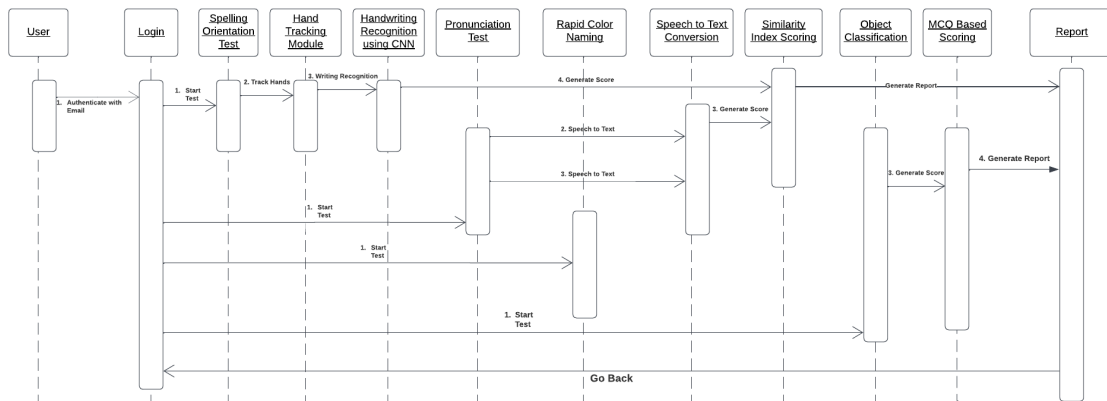 User
Login
Spelling
Orientation
Test
Hand
Tracking
Module
Handwriting
Recognition
using CNN
Pronunciation
Test
Rapid Color
Naming
Speech to Text
Conversion
Similarity
Index Scoring
Object
Classification
MCQ Based
Scoring
Report
1. Authenticate with
Email
1. Start
Test
2. Track Hands
3. Writing Recognition
4. Generate Score
Generate Report
3. Generate Score
2. Speech to Text
4. Generate Report
3. Speech to Text
3. Generate Score
1. Start
Test
1. Start
Test
1. Start
Test
Go Back